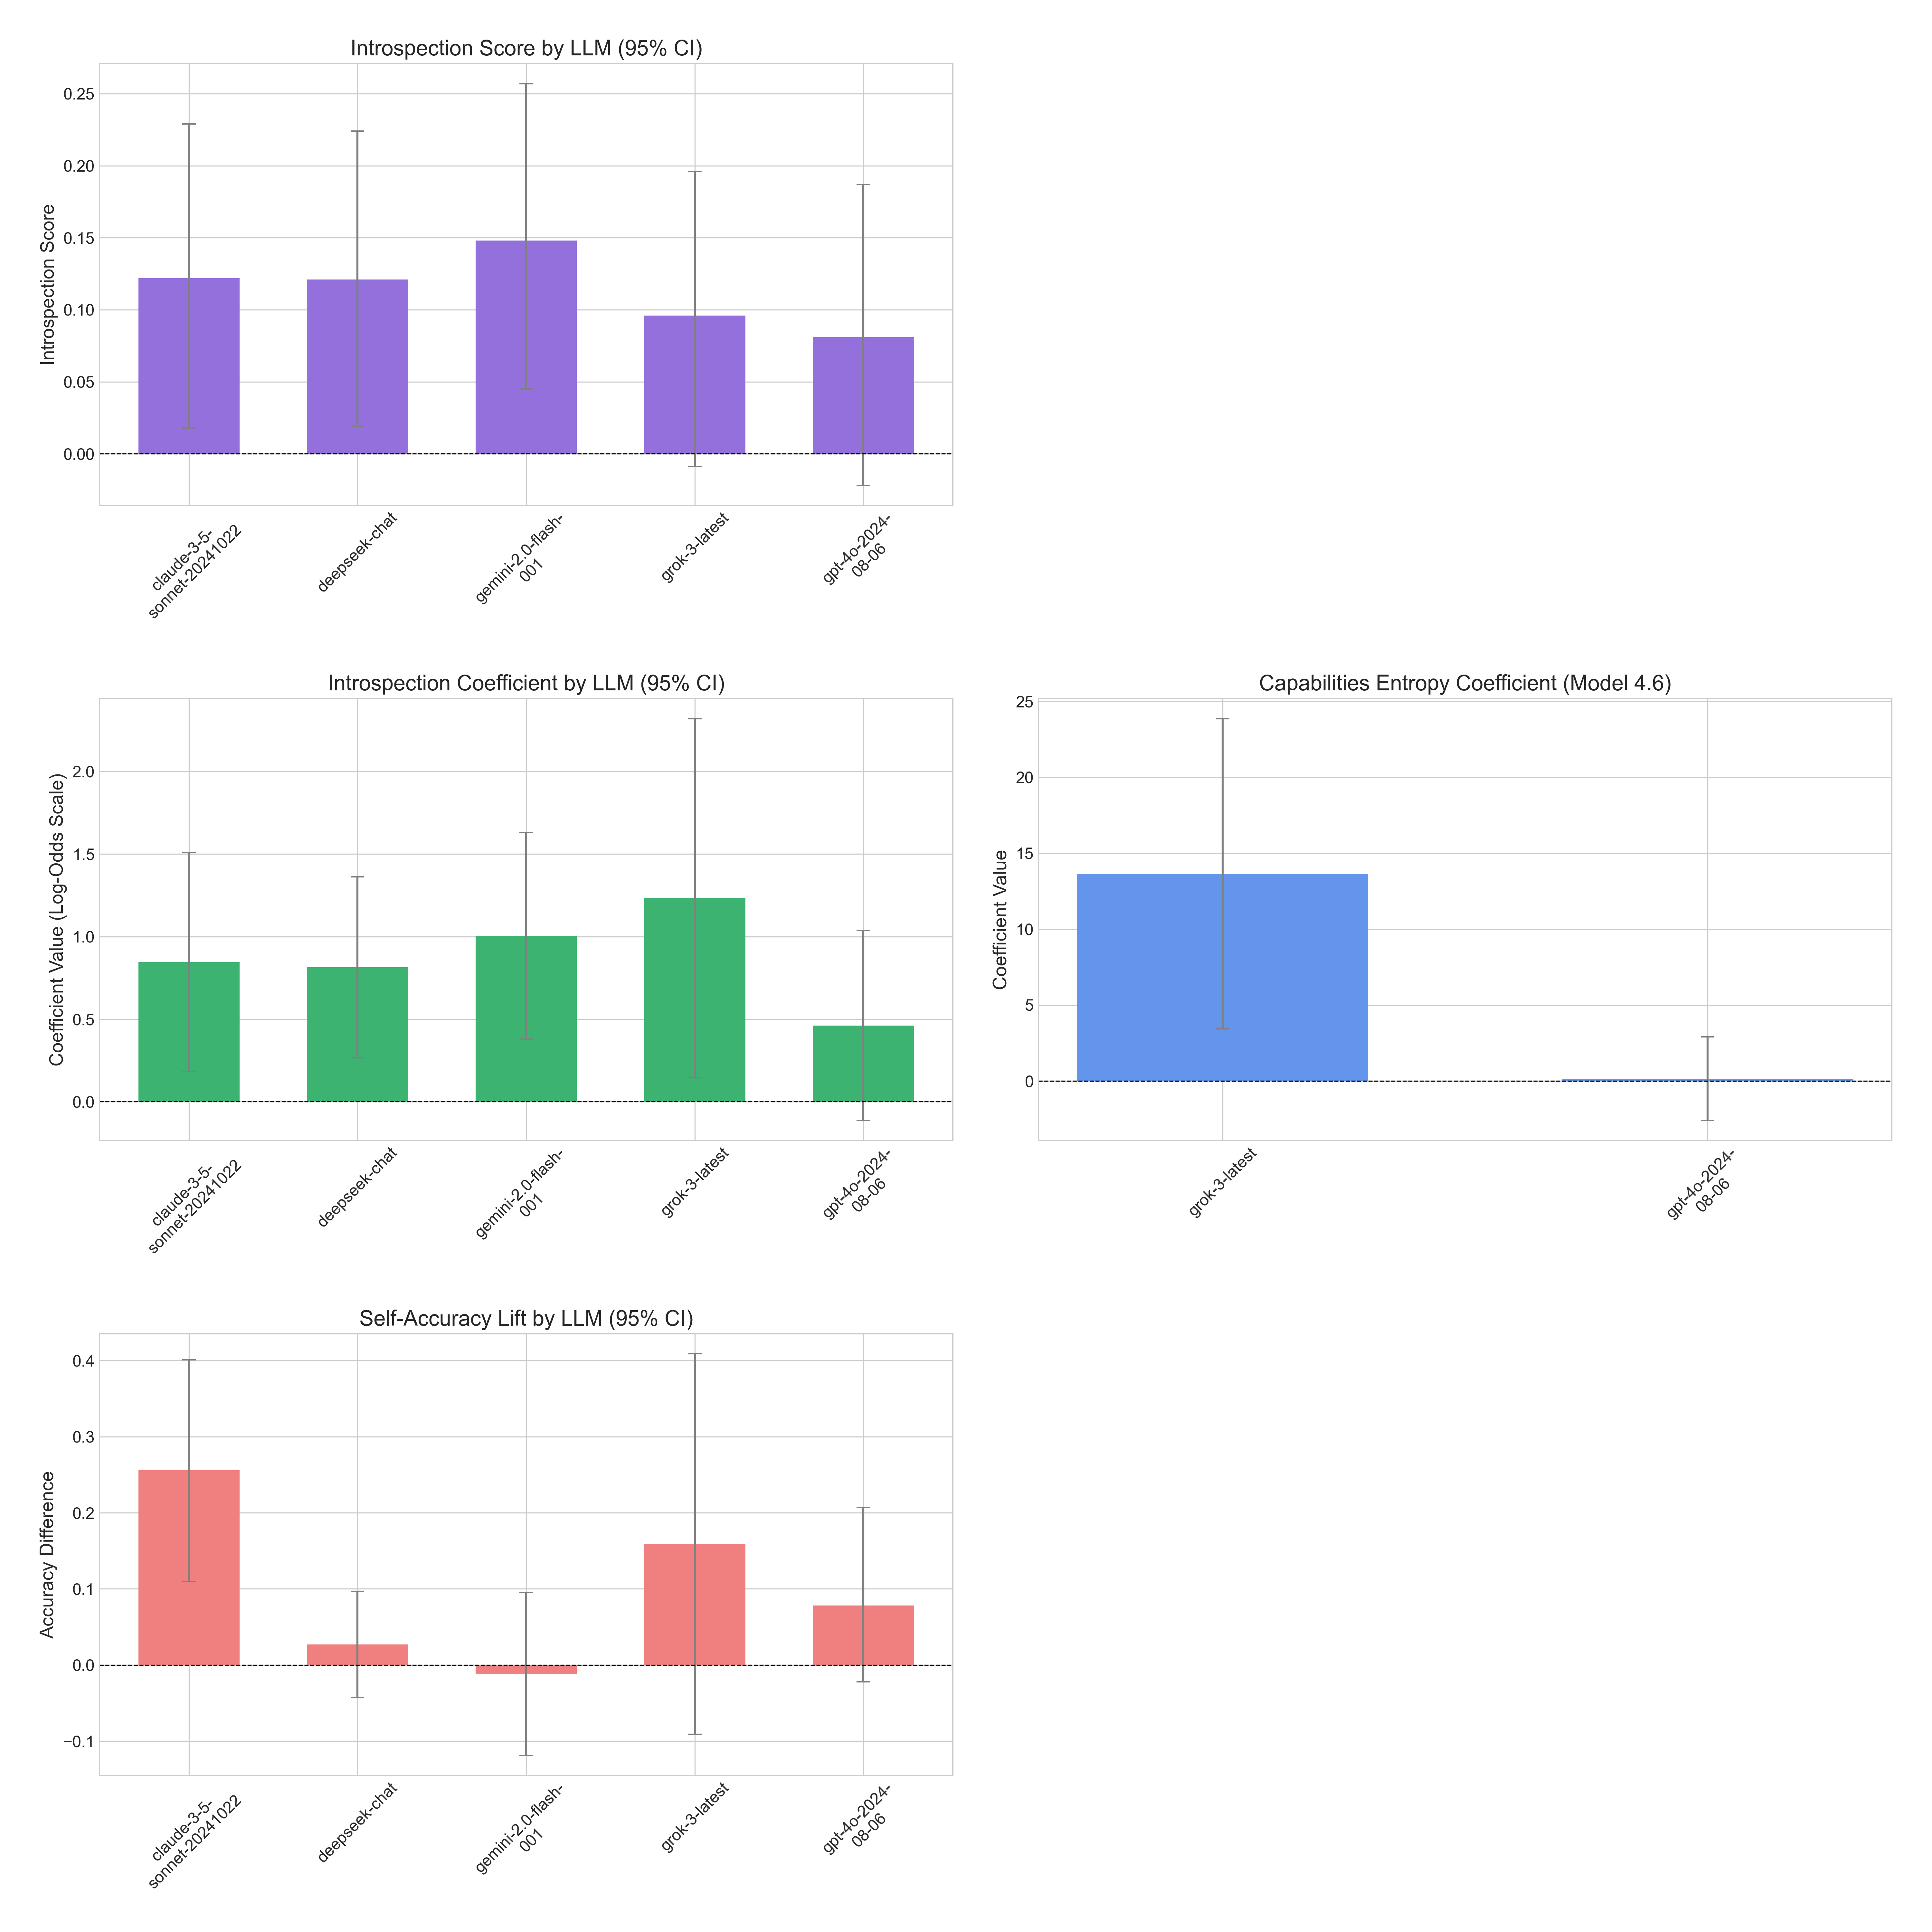 Introspection Score by LLM (95% CI)
Introspection Score
0.25
0.20
0.15
0.10
0.05
0.00
claude-3-5-
sonnet-20241022
deepseek-chat
gemini-2.0-flash-
001
grok-3-latest
gpt-4o-2024-
08-06
Introspection Coefficient by LLM (95% CI)
Coefficient Value (Log-Odds Scale)
2.0
1.5
1.0
0.5
0.0
claude-3-5-
sonnet-20241022
deepseek-chat
gemini-2.0-flash-
001
grok-3-latest
gpt-4o-2024-
08-06
Capabilities Entropy Coefficient (Model 4.6)
Coefficient Value
25
20
15
10
5
0
grok-3-latest
gpt-4o-2024-
08-06
Self-Accuracy Lift by LLM (95% CI)
Accuracy Difference
0.4
0.3
0.2
0.1
0.0
−0.1
claude-3-5-
sonnet-20241022
deepseek-chat
gemini-2.0-flash-
001
grok-3-latest
gpt-4o-2024-
08-06